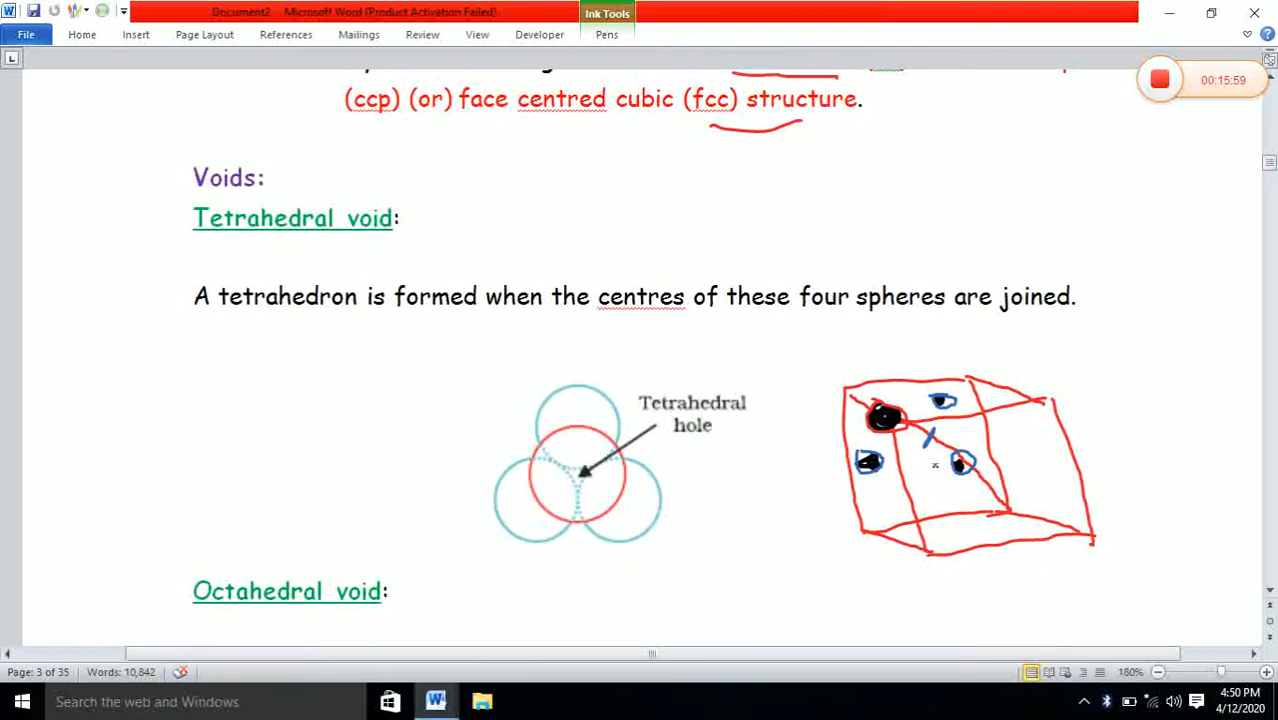 Document2 - Microsoft Word (Product Activation Failed)
Ink Tools
File Home Insert Page Layout References Mailings Review View Developer Pens
00:15:59
(ccp) (or) face centred cubic (fcc) structure.
Voids:
Tetrahedral void:
A tetrahedron is formed when the centres of these four spheres are joined.
Tetrahedral
hole
Octahedral void:
Page: 3 of 35 Words: 10,842 180%
Search the web and Windows
4:50 PM
4/12/2020